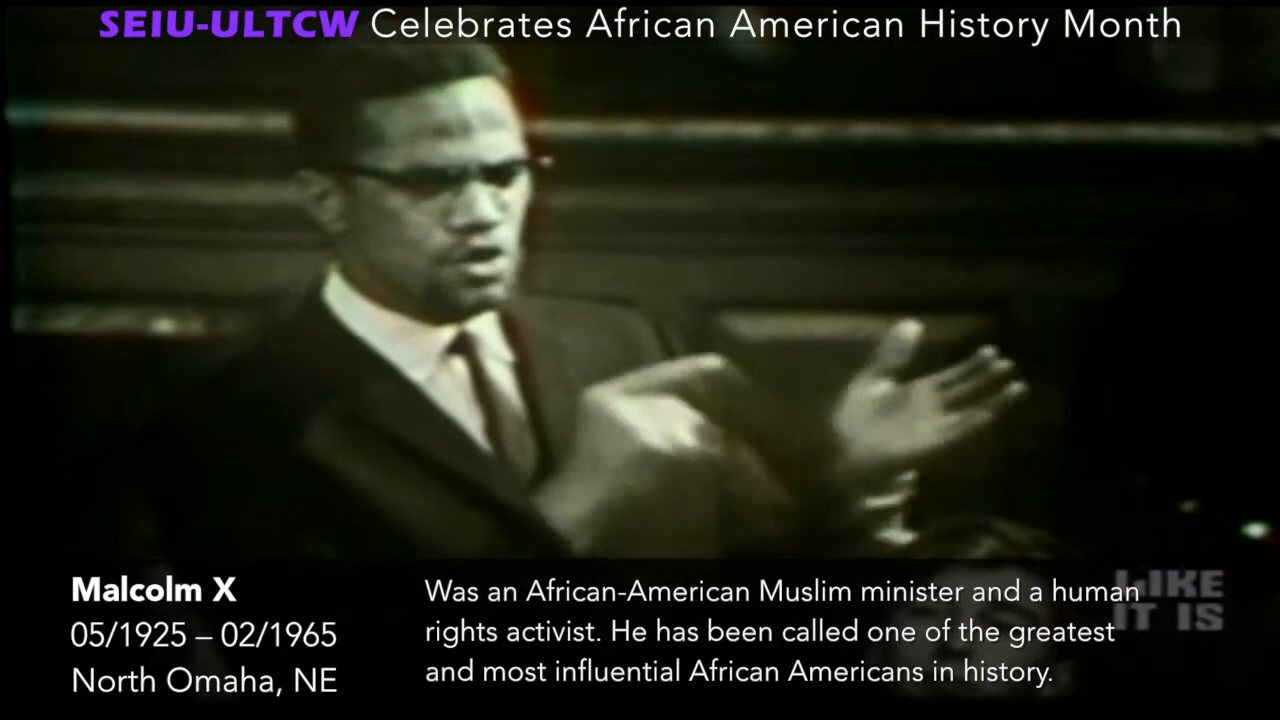 SEIU-ULTCW Celebrates African American History Month
Malcolm X
05/1925 – 02/1965
North Omaha, NE
Was an African-American Muslim minister and a human
rights activist. He has been called one of the greatest
and most influential African Americans in history.
LIKE
IT IS